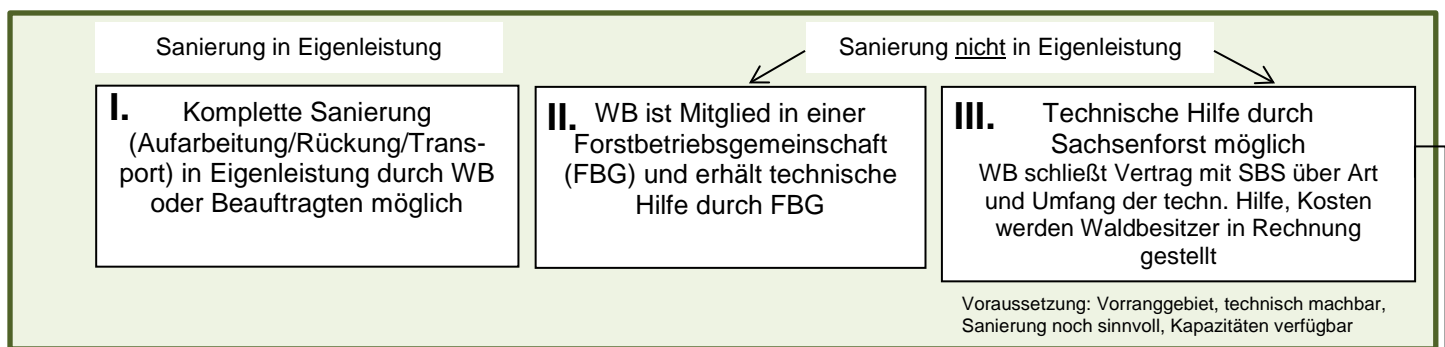 Sanierung in Eigenleistung
Sanierung nicht in Eigenleistung
I. Komplette Sanierung
(Aufarbeitung/Rückung/Trans-
port) in Eigenleistung durch WB
oder Beauftragten möglich
II. WB ist Mitglied in einer
Forstbetriebsgemeinschaft
(FBG) und erhält technische
Hilfe durch FBG
III. Technische Hilfe durch
Sachsenforst möglich
WB schließt Vertrag mit SBS über Art
und Umfang der techn. Hilfe, Kosten
werden Waldbesitzer in Rechnung
gestellt
Voraussetzung: Vorranggebiet, technisch machbar,
Sanierung noch sinnvoll, Kapazitäten verfügbar